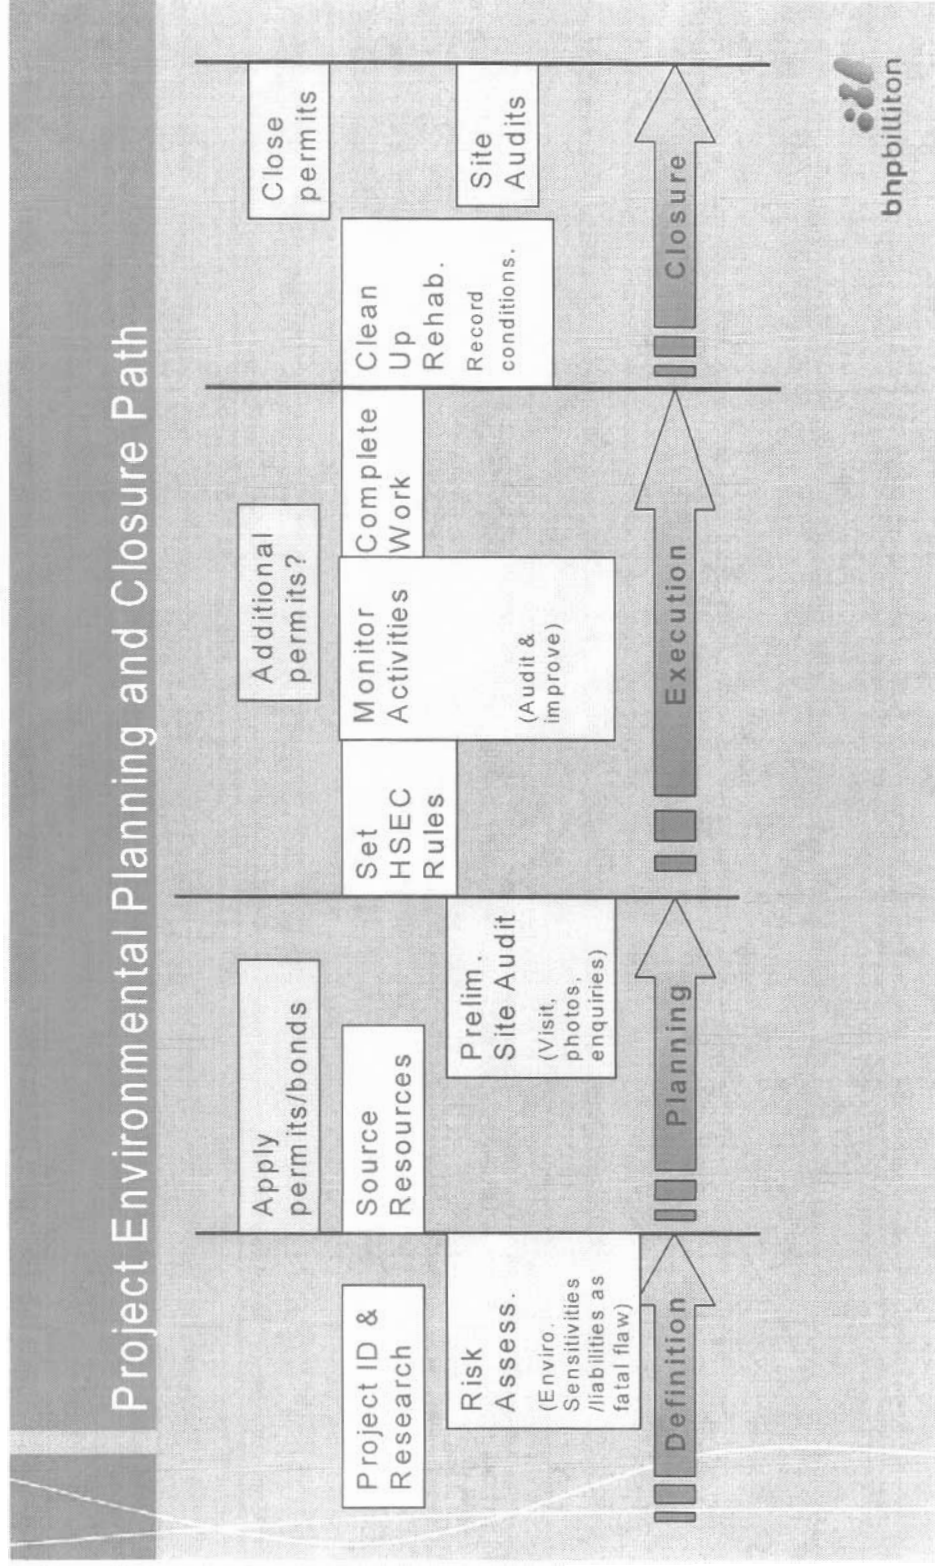 Project Environmental Planning and Closure Path
Project ID &
Research
Risk
Assess.
(Enviro.
Sensitivities
/liabilities as
fatal flaw)
Definition
Apply
permits/bonds
Source
Resources
Prelim.
Site Audit
(Visit,
photos,
enquiries)
Planning
Additional
permits?
Set
HSEC
Rules
Monitor
Activities
(Audit &
improve)
Complete
Work
Execution
Close
permits
Clean
Up
Rehab.
Record
conditions.
Site
Audits
Closure
bhpbilliton